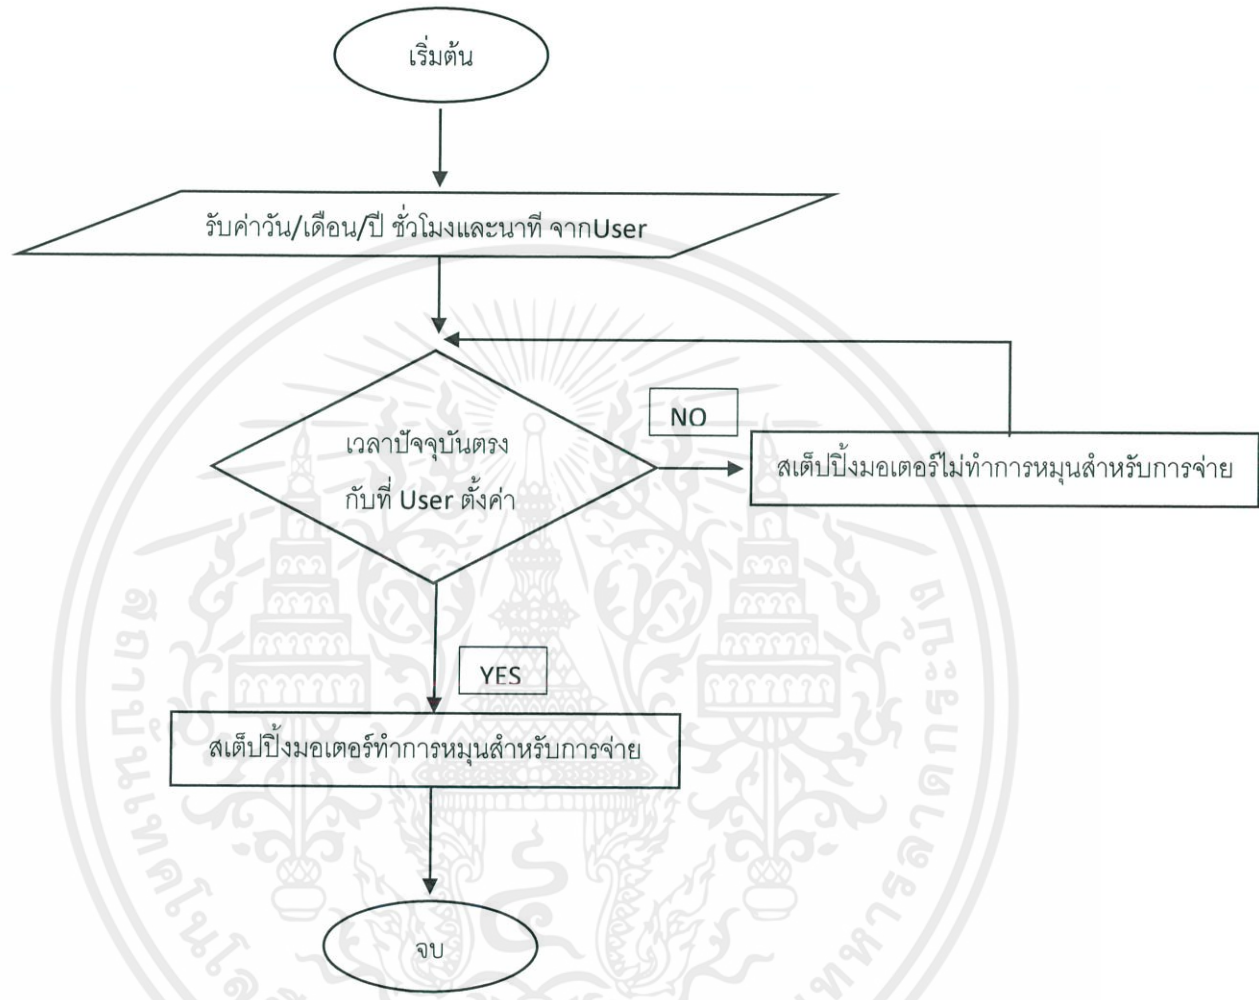 เริ่มต้น
รับค่าวัน/เดือน/ปี ชั่วโมงและนาที จากUser
เวลาปัจจุบันตรง
กับที่ User ตั้งค่า
NO
สเต็ปปิ้งมอเตอร์ไม่ทำการหมุนสำหรับการจ่าย
YES
สเต็ปปิ้งมอเตอร์ทำการหมุนสำหรับการจ่าย
จบ